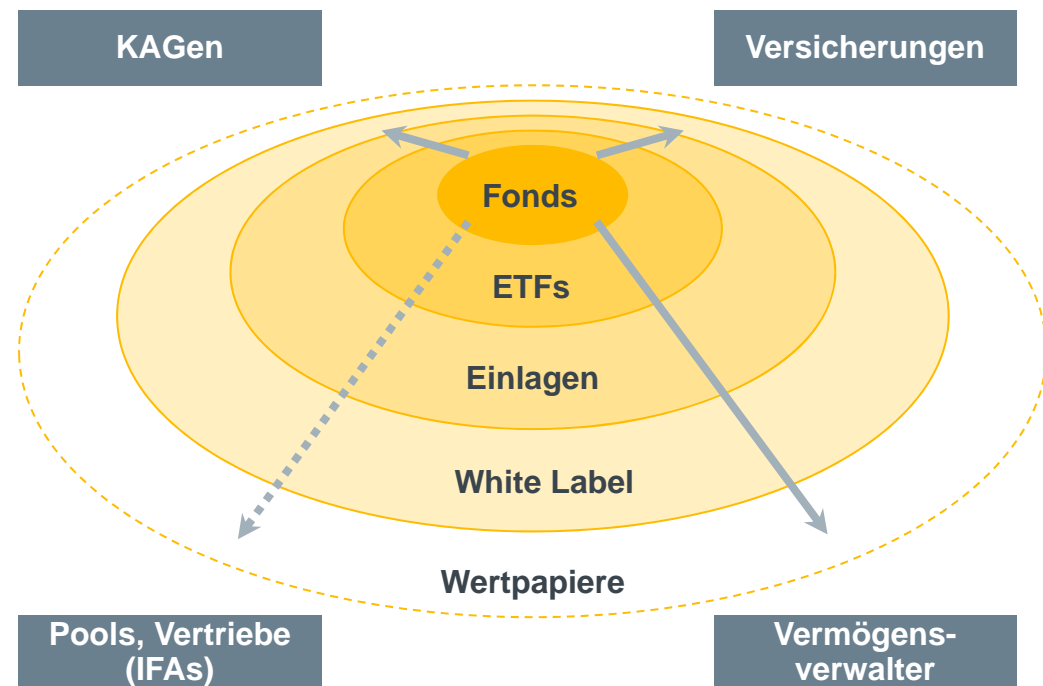 KAGen
Versicherungen
Fonds
ETFs
Einlagen
White Label
Wertpapiere
Pools, Vertriebe
(IFAs)
Vermögens-
verwalter